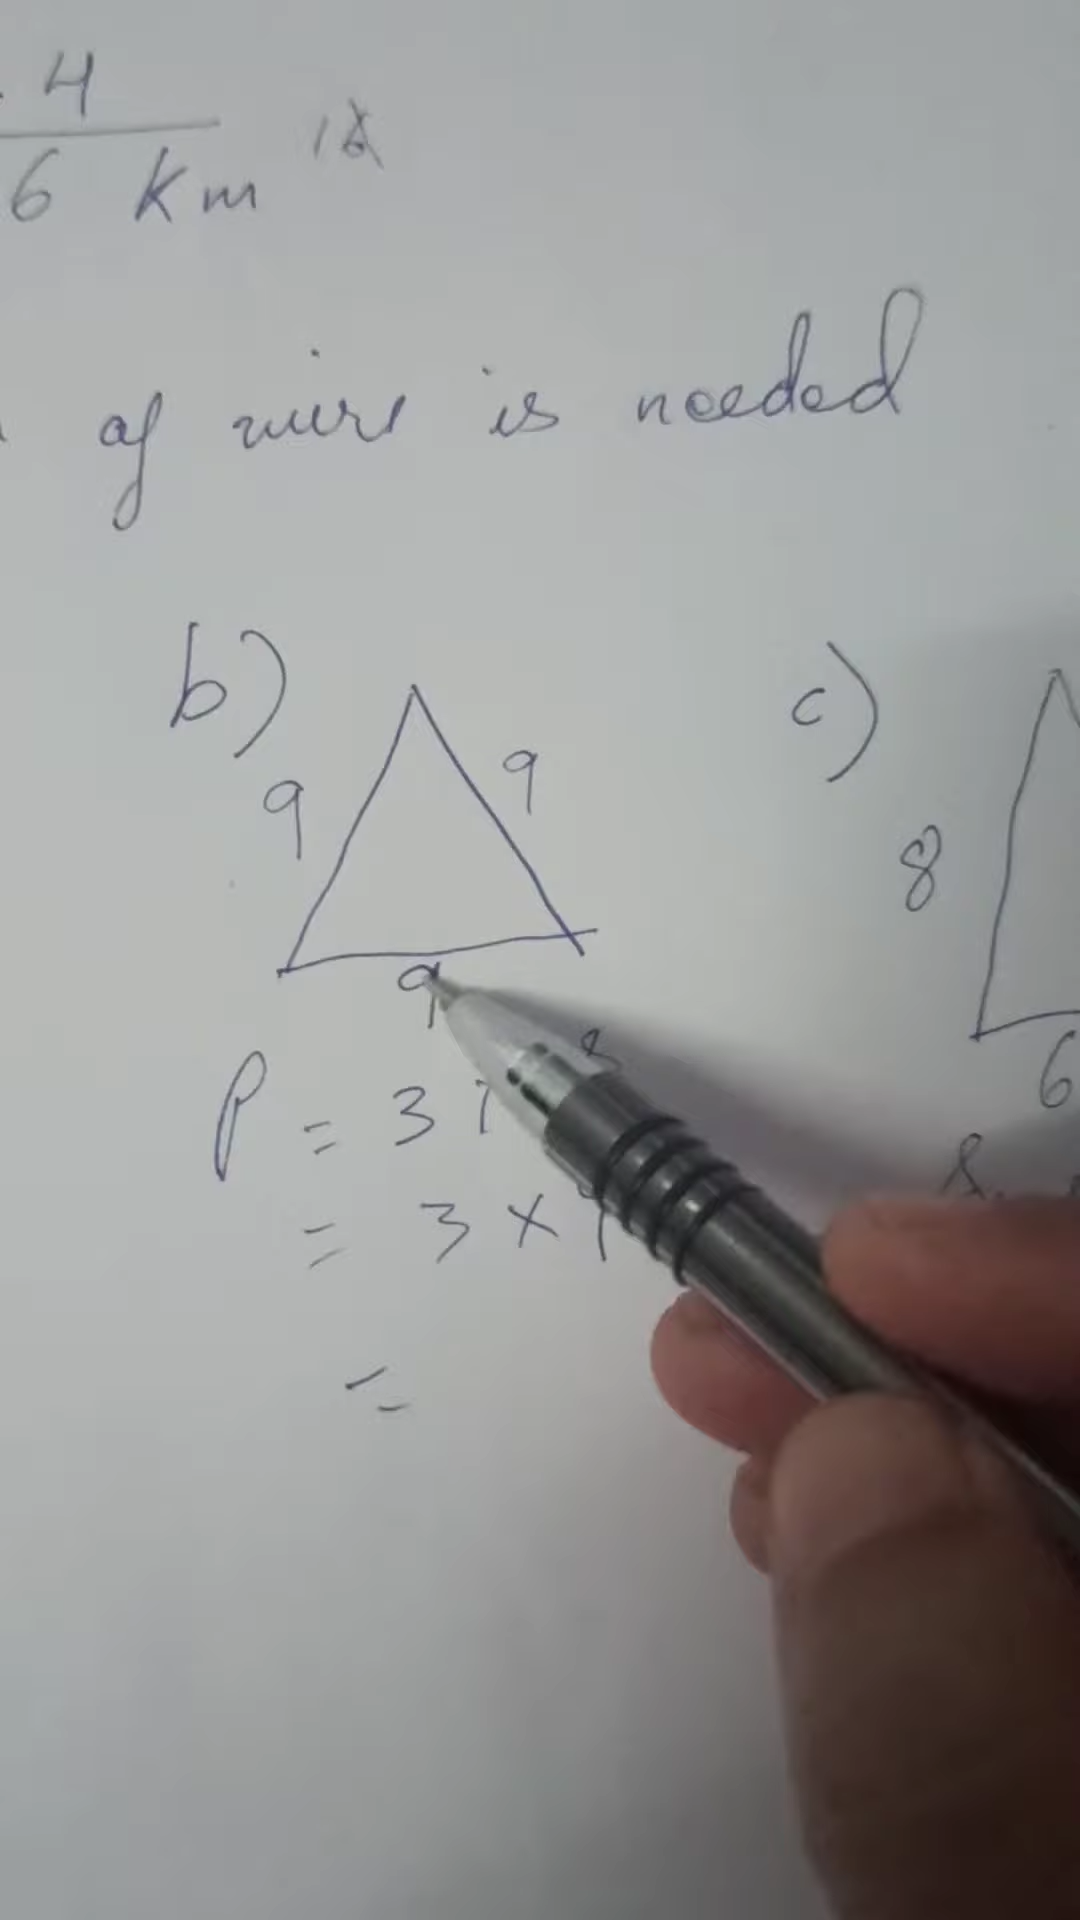 4
6 Km
of wire is needed
b)
c)
9
9
8
9
6
P = 3
= 3 x
=